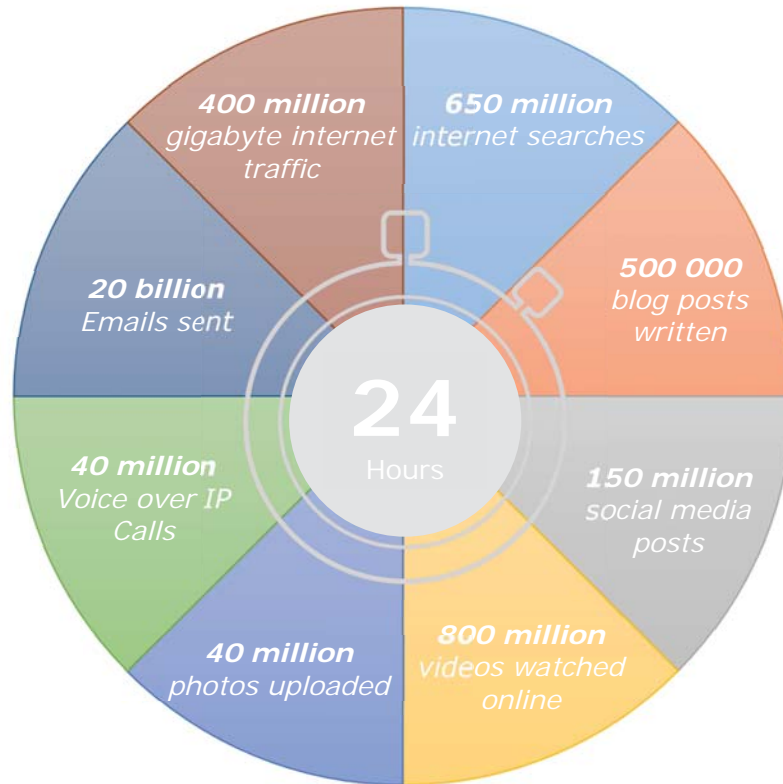 400 million
gigabyte internet
traffic
650 million
internet searches
500 000
blog posts
written
150 million
social media
posts
800 million
videos watched
online
40 million
photos uploaded
40 million
Voice over IP
Calls
20 billion
Emails sent
24
Hours